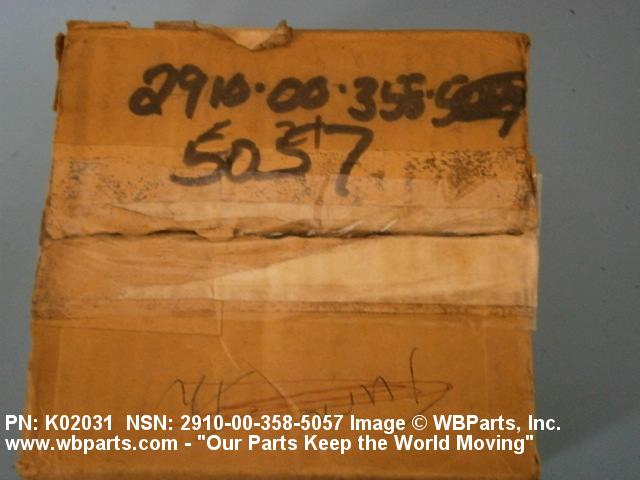 2910-00-358-
5057
PN: K02031 NSN: 2910-00-358-5057 Image © WBParts, Inc.
www.wbparts.com - "Our Parts Keep the World Moving"